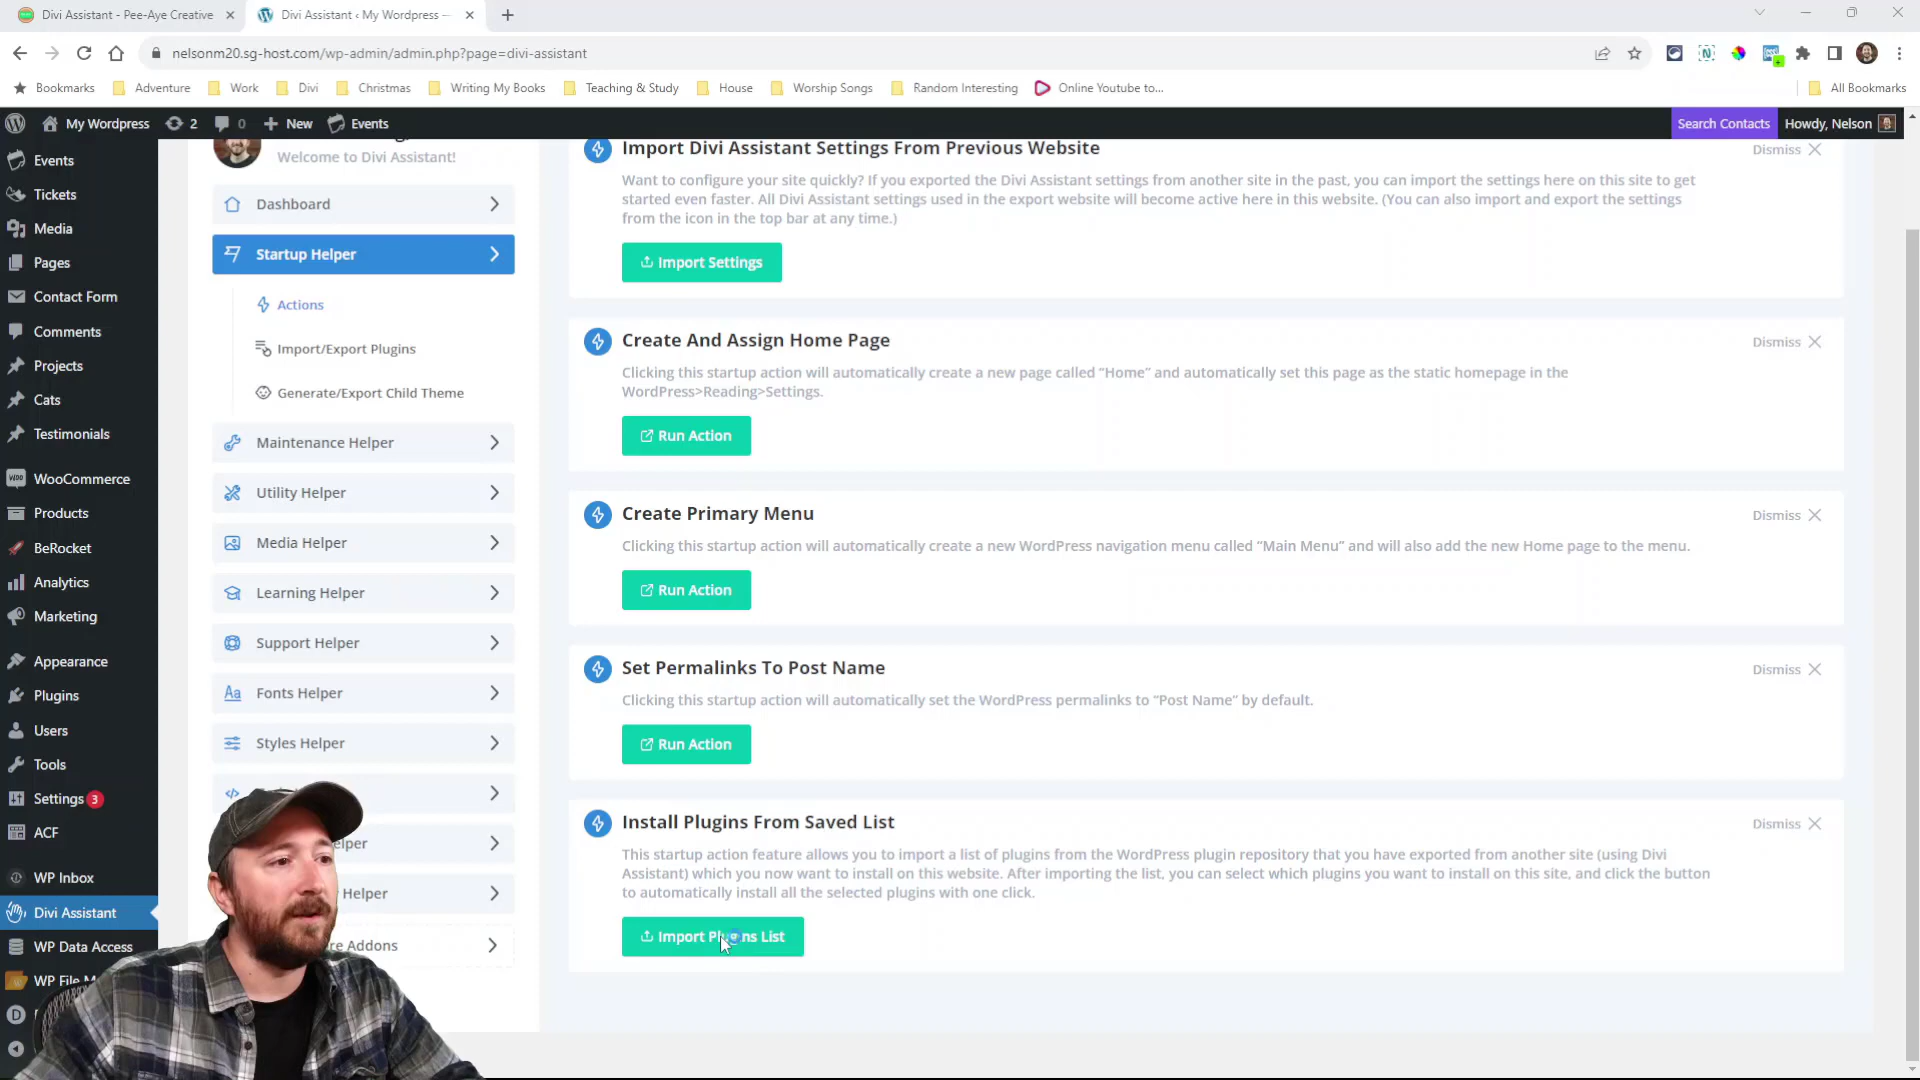 Divi Assistant - Pee-Aye Creative
Divi Assistant ‹ My Wordpress —
nelsonm20.sg-host.com/wp-admin/admin.php?page=divi-assistant
Bookmarks
Adventure
Work
Divi
Christmas
Writing My Books
Teaching & Study
House
Worship Songs
Random Interesting
Online Youtube to...
All Bookmarks
My Wordpress
2
0
New
Events
Search Contacts
Howdy, Nelson
Events
Tickets
Media
Pages
Contact Form
Comments
Projects
Cats
Testimonials
WooCommerce
Products
BeRocket
Analytics
Marketing
Appearance
Plugins
Users
Tools
Settings 3
ACF
WP Inbox
Divi Assistant
WP Data Access
WP File
Welcome to Divi Assistant!
Dashboard
Startup Helper
Actions
Import/Export Plugins
Generate/Export Child Theme
Maintenance Helper
Utility Helper
Media Helper
Learning Helper
Support Helper
Fonts Helper
Styles Helper
elper
Helper
re Addons
Import Divi Assistant Settings From Previous Website
Dismiss
Want to configure your site quickly? If you exported the Divi Assistant settings from another site in the past, you can import the settings here on this site to get
started even faster. All Divi Assistant settings used in the export website will become active here in this website. (You can also import and export the settings
from the icon in the top bar at any time.)
Import Settings
Create And Assign Home Page
Dismiss
Clicking this startup action will automatically create a new page called “Home” and automatically set this page as the static homepage in the
WordPress>Reading>Settings.
Run Action
Create Primary Menu
Dismiss
Clicking this startup action will automatically create a new WordPress navigation menu called “Main Menu” and will also add the new Home page to the menu.
Run Action
Set Permalinks To Post Name
Dismiss
Clicking this startup action will automatically set the WordPress permalinks to “Post Name” by default.
Run Action
Install Plugins From Saved List
Dismiss
This startup action feature allows you to import a list of plugins from the WordPress plugin repository that you have exported from another site (using Divi
Assistant) which you now want to install on this website. After importing the list, you can select which plugins you want to install on this site, and click the button
to automatically install all the selected plugins with one click.
Import Plugins List